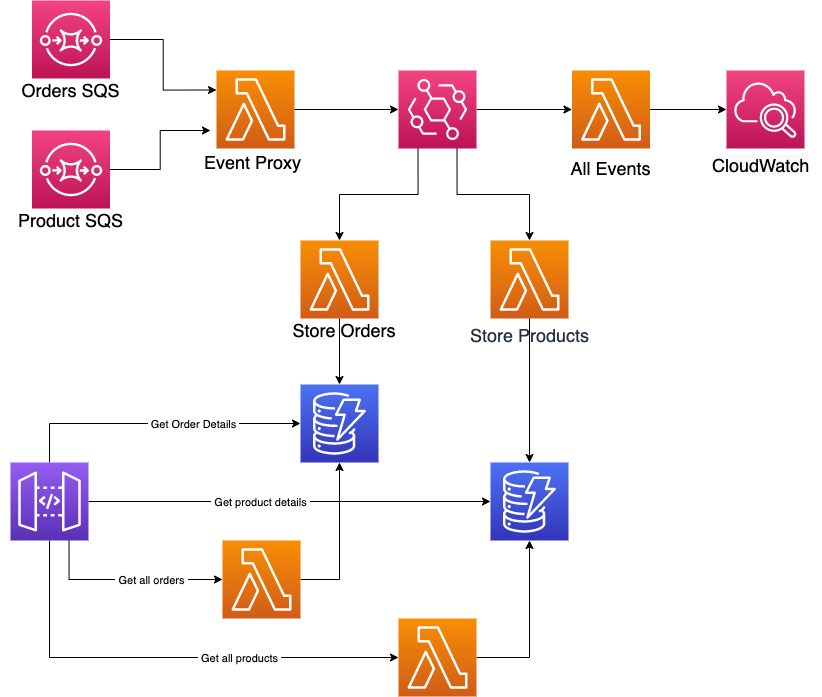 Orders SQS
Event Proxy
All Events
CloudWatch
Product SQS
Store Orders
Store Products
Get Order Details
</>
Get product details
Get all orders
Get all products